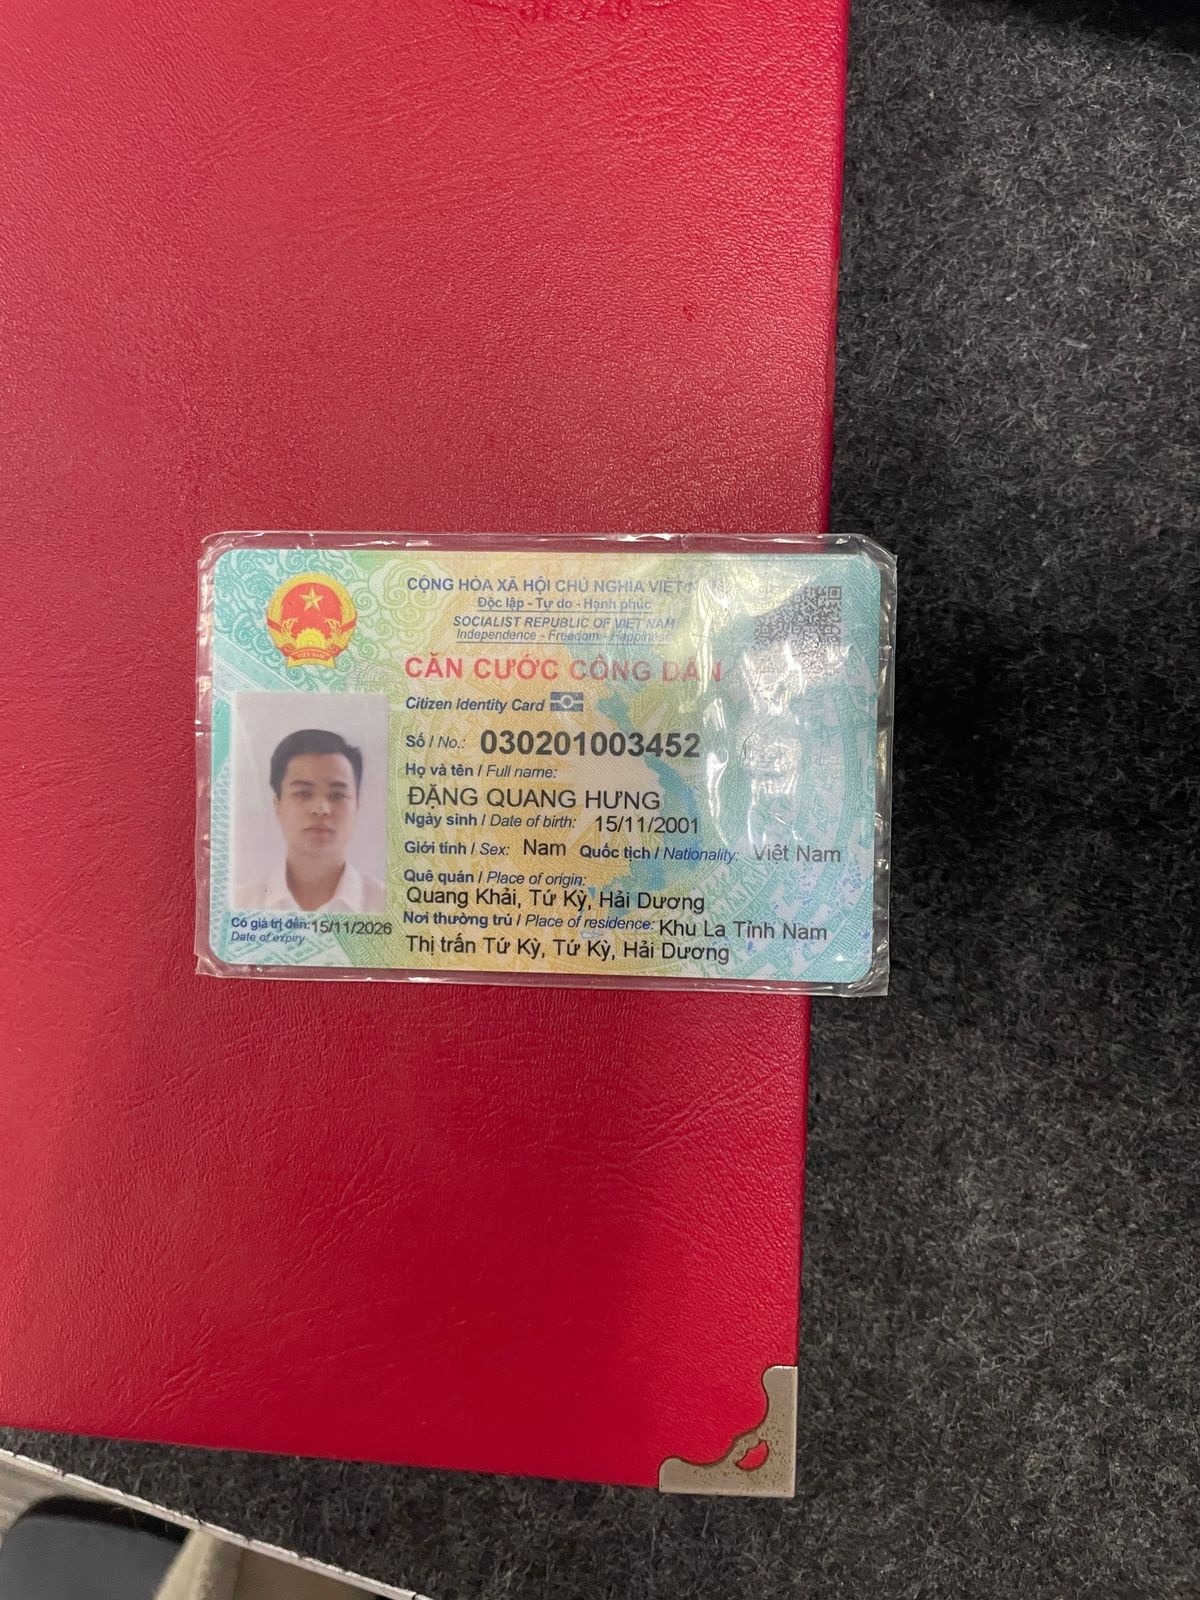 CỘNG HÒA XÃ HỘI CHỦ NGHĨA VIỆT NAM
Độc lập - Tự do - Hạnh phúc
SOCIALIST REPUBLIC OF VIET NAM
Independence - Freedom - Happiness
CĂN CƯỚC CÔNG DÂN
Citizen Identity Card
Số / No.: 030201003452
Họ và tên / Full name:
ĐẶNG QUANG HƯNG
Ngày sinh / Date of birth: 15/11/2001
Giới tính / Sex: Nam Quốc tịch / Nationality: Việt Nam
Quê quán / Place of origin:
Quang Khải, Tứ Kỳ, Hải Dương
Nơi thường trú / Place of residence: Khu La Tỉnh Nam
Thị trấn Tứ Kỳ, Tứ Kỳ, Hải Dương
Có giá trị đến: 15/11/2026
Date of expiry